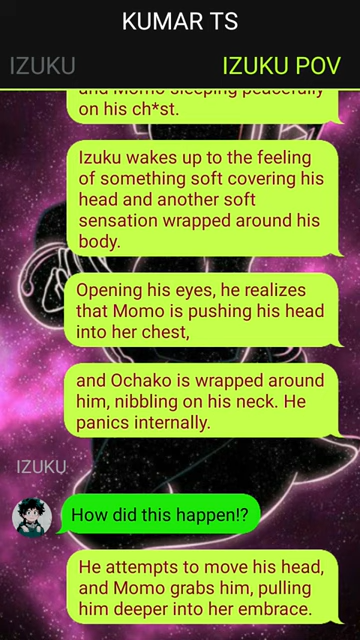 KUMAR TS
IZUKU
IZUKU POV
and Momo sleeping peacefully
on his ch*st.
Izuku wakes up to the feeling
of something soft covering his
head and another soft
sensation wrapped around his
body.
Opening his eyes, he realizes
that Momo is pushing his head
into her chest,
and Ochako is wrapped around
him, nibbling on his neck. He
panics internally.
IZUKU
How did this happen!?
He attempts to move his head,
and Momo grabs him, pulling
him deeper into her embrace.